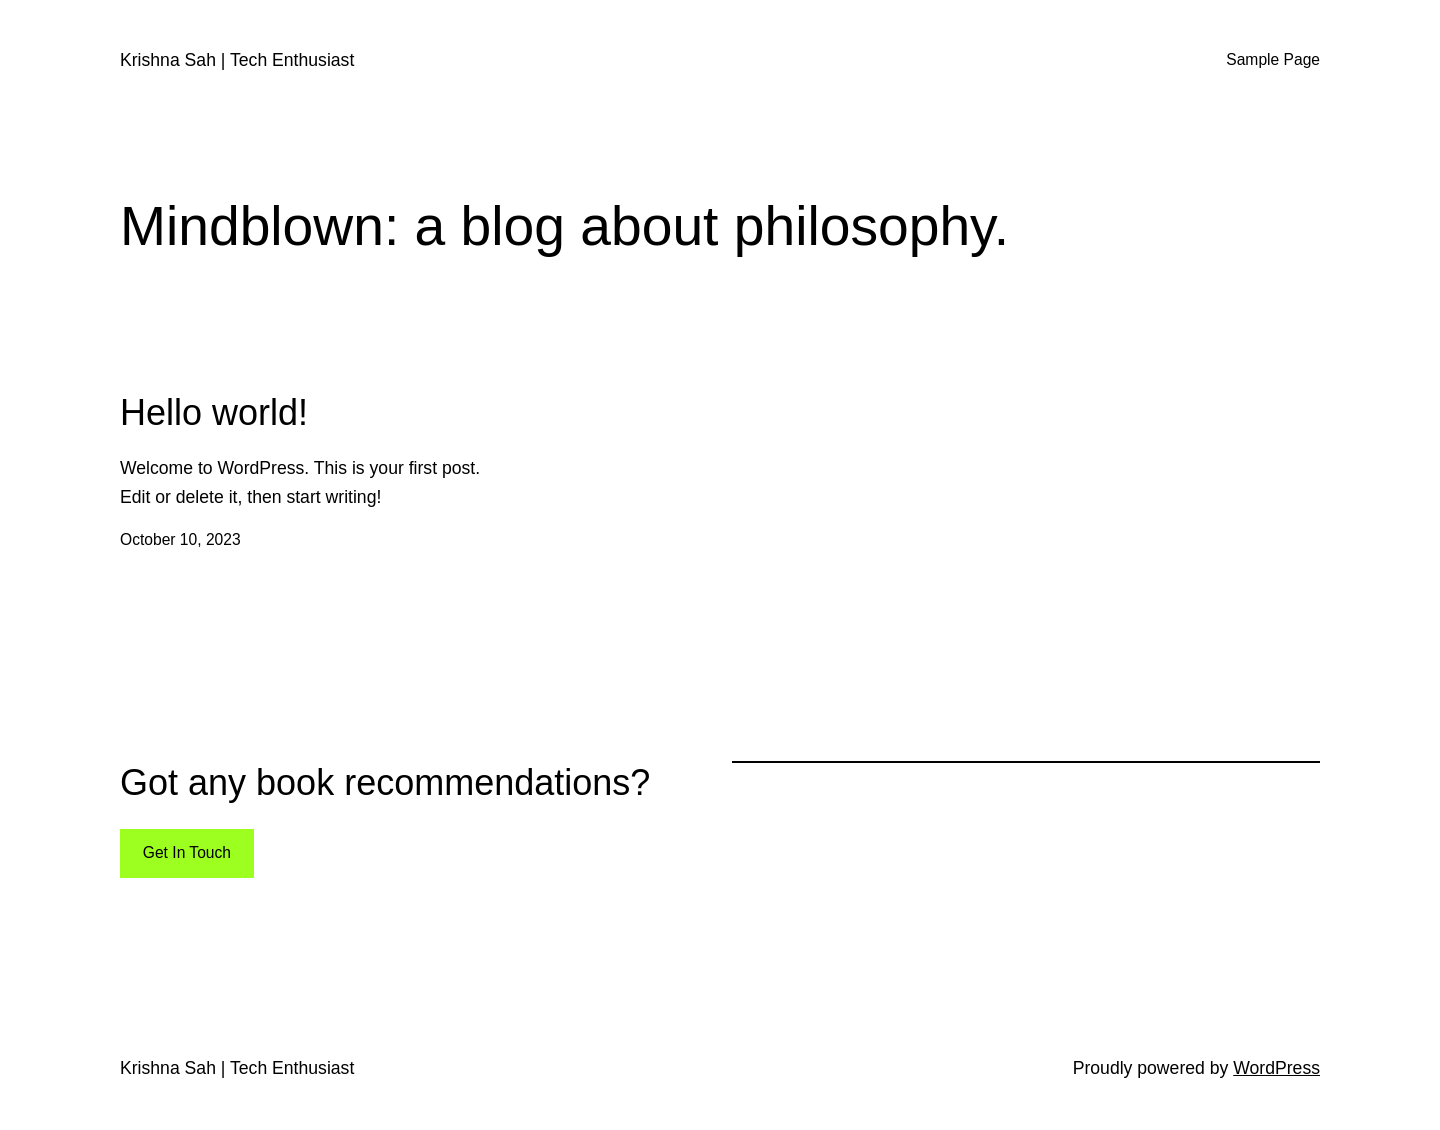 Krishna Sah | Tech Enthusiast
Sample Page
Mindblown: a blog about philosophy.
Hello world!
Welcome to WordPress. This is your first post.
Edit or delete it, then start writing!
October 10, 2023
Got any book recommendations?
Get In Touch
Krishna Sah | Tech Enthusiast
Proudly powered by WordPress